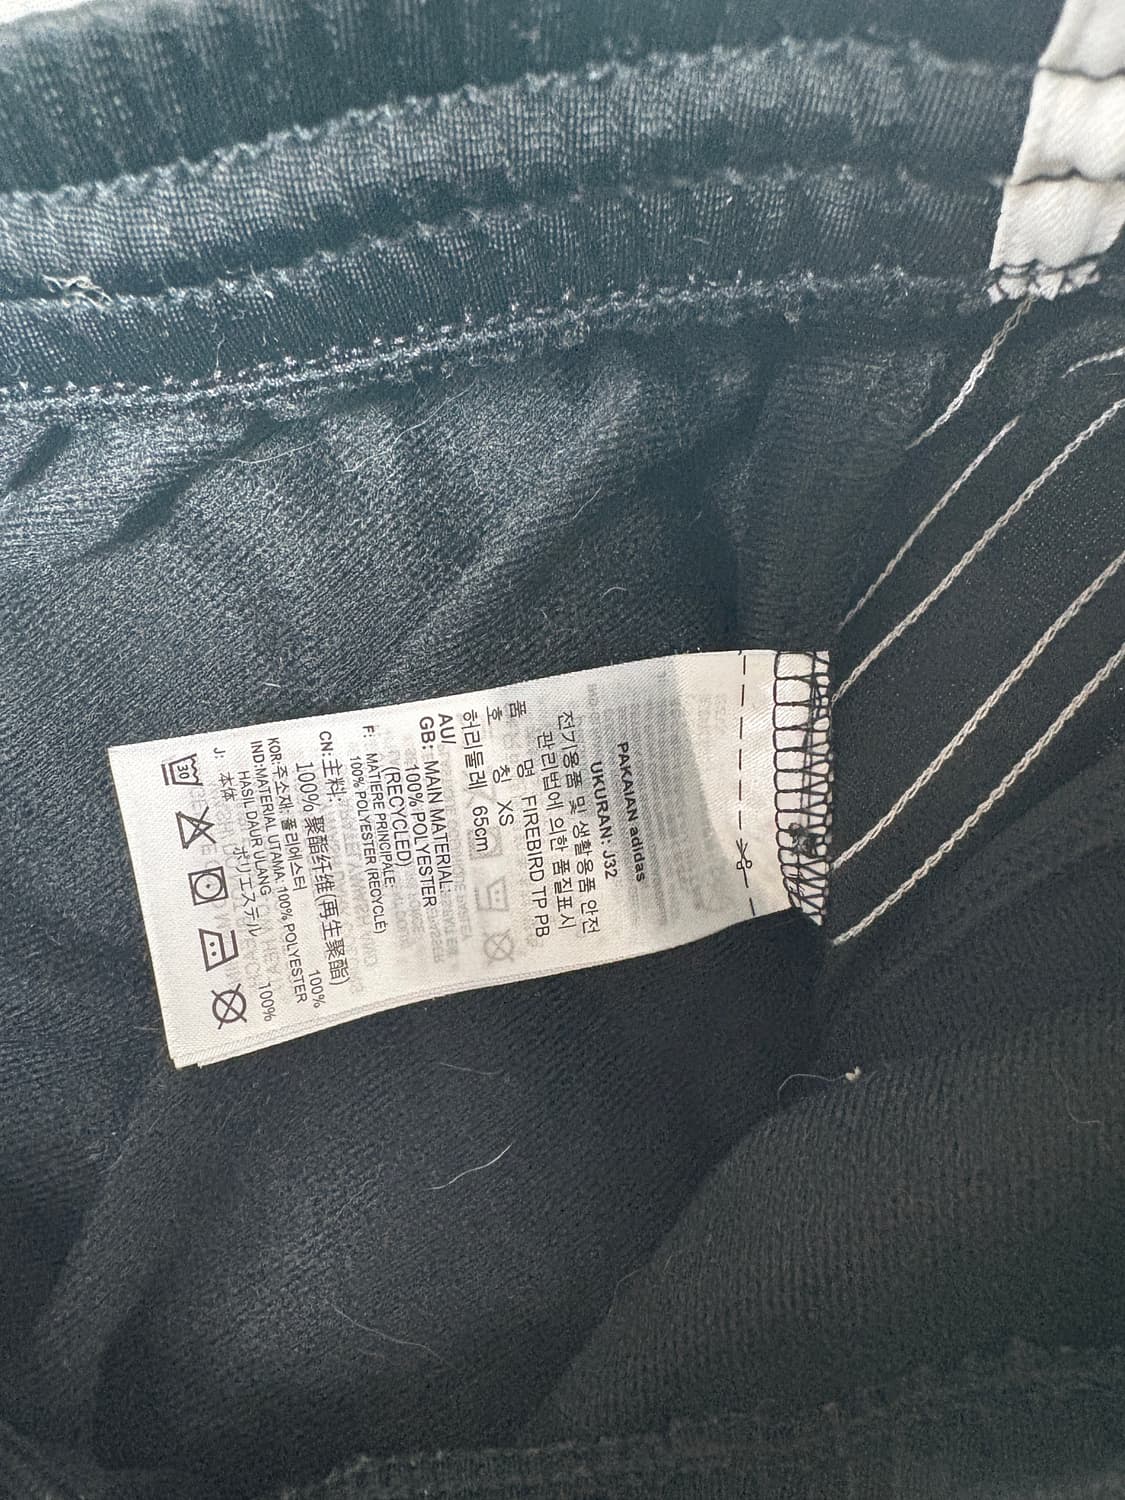 PAKAIAN adidas
UKURAN: J32
전기용품 및 생활용품 안전
관리법에 의한 품질표시
품 명 FIREBIRD TP PB
호 칭 XS
허리둘레 65cm
AU/
GB: MAIN MATERIAL:
100% POLYESTER
(RECYCLED)
F: MATIERE PRINCIPALE:
100% POLYESTER (RECYCLE)
CN:主料:
100% 聚酯纤维(再生聚酯)
KOR:주소재:폴리에스터 100%
IND:MATERIAL UTAMA: 100% POLYESTER
HASIL DAUR ULANG
J: 本体 ポリエステル 100%
30